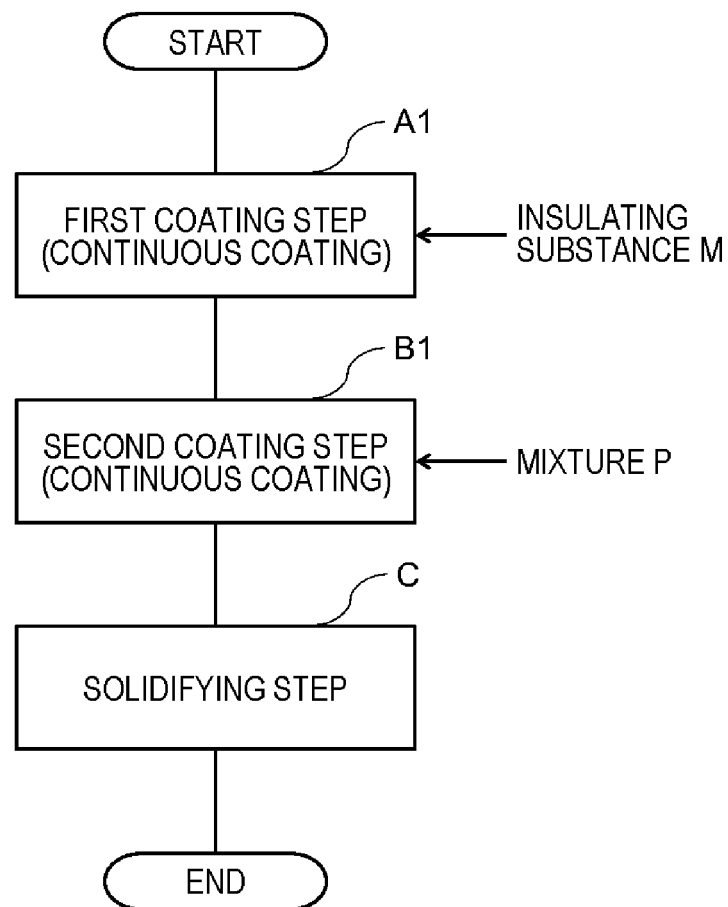 START
A1
FIRST COATING STEP
(CONTINUOUS COATING)
INSULATING
SUBSTANCE M
B1
SECOND COATING STEP
(CONTINUOUS COATING)
MIXTURE P
C
SOLIDIFYING STEP
END